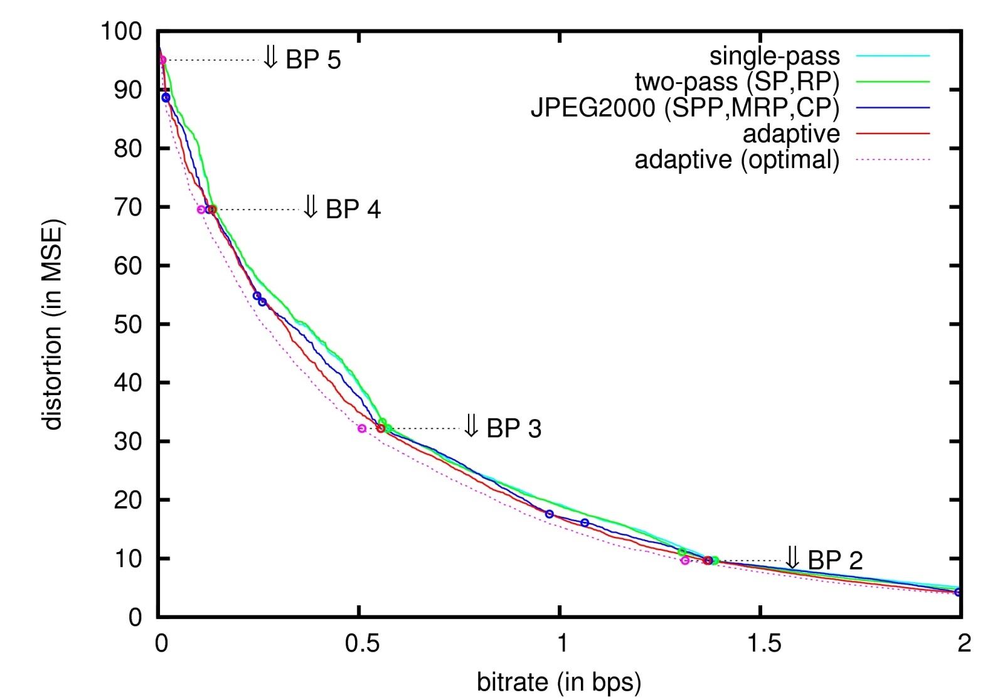 100
⇓ BP 5
single-pass
two-pass (SP,RP)
JPEG2000 (SPP,MRP,CP)
adaptive
adaptive (optimal)
90
80
70
⇓ BP 4
60
50
40
30
⇓ BP 3
20
10
⇓ BP 2
0
distortion (in MSE)
0 0.5 1 1.5 2
bitrate (in bps)